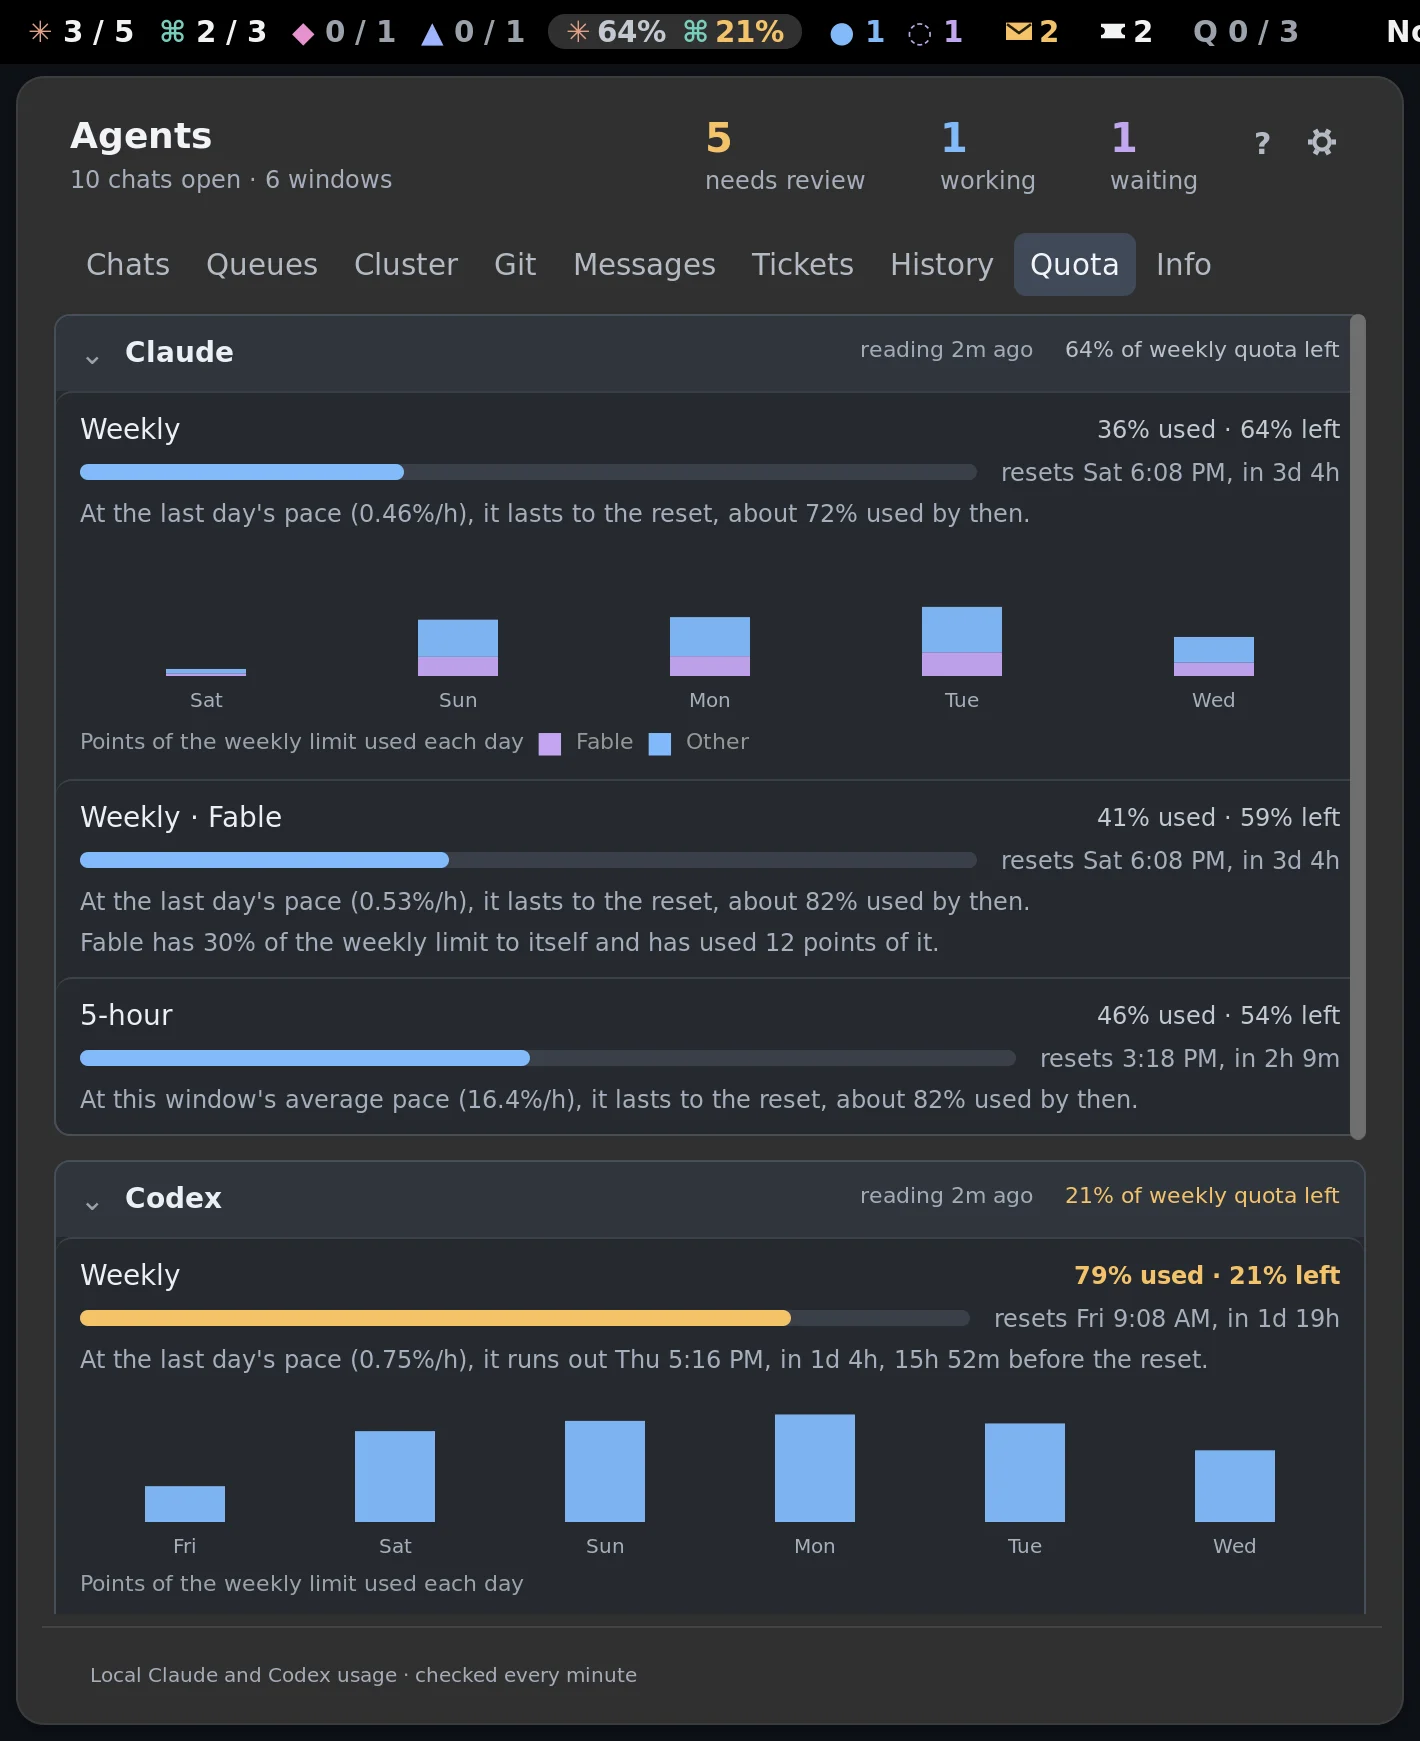 ✳ 3 / 5 ⌘ 2 / 3 ◆ 0 / 1 ▲ 0 / 1 ✳ 64% ⌘ 21% ● 1 ◌ 1 2 2 Q 0 / 3
Agents 5 1 1 ?
10 chats open · 6 windows needs review working waiting
Chats Queues Cluster Git Messages Tickets History Quota Info
Claude reading 2m ago 64% of weekly quota left
Weekly 36% used · 64% left
resets Sat 6:08 PM, in 3d 4h
At the last day's pace (0.46%/h), it lasts to the reset, about 72% used by then.
Sat Sun Mon Tue Wed
Points of the weekly limit used each day Fable Other
Weekly · Fable 41% used · 59% left
resets Sat 6:08 PM, in 3d 4h
At the last day's pace (0.53%/h), it lasts to the reset, about 82% used by then.
Fable has 30% of the weekly limit to itself and has used 12 points of it.
5-hour 46% used · 54% left
resets 3:18 PM, in 2h 9m
At this window's average pace (16.4%/h), it lasts to the reset, about 82% used by then.
Codex reading 2m ago 21% of weekly quota left
Weekly 79% used · 21% left
resets Fri 9:08 AM, in 1d 19h
At the last day's pace (0.75%/h), it runs out Thu 5:16 PM, in 1d 4h, 15h 52m before the reset.
Fri Sat Sun Mon Tue Wed
Points of the weekly limit used each day
Local Claude and Codex usage · checked every minute